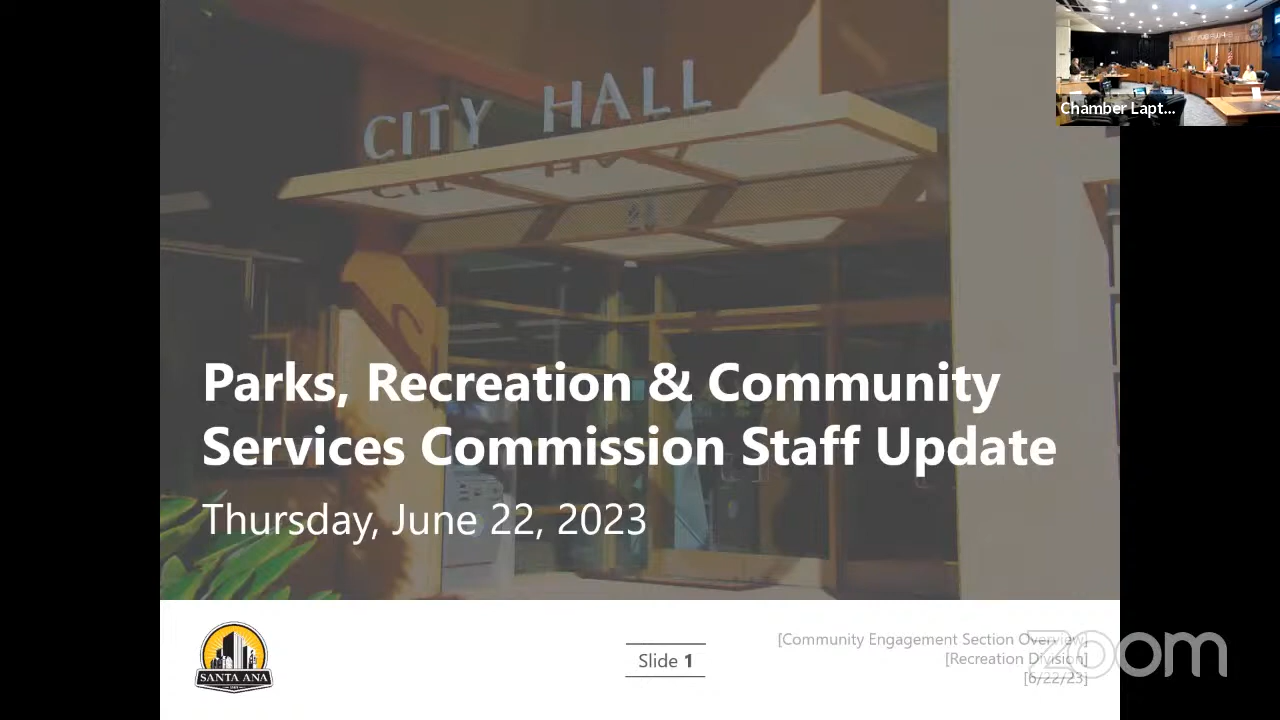 CITY HALL
Chamber Lapt...
Parks, Recreation & Community
Services Commission Staff Update
Thursday, June 22, 2023
SANTA ANA
Slide 1
[Community Engagement Section Overview]
[Recreation Division]
[6/22/23]
zoom